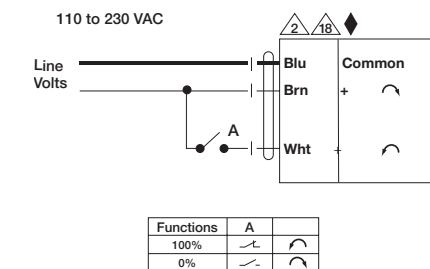 110 to 230 VAC
2 18
Line
Volts
Blu Common
Brn +
A
Wht +
Functions A
100%
0%